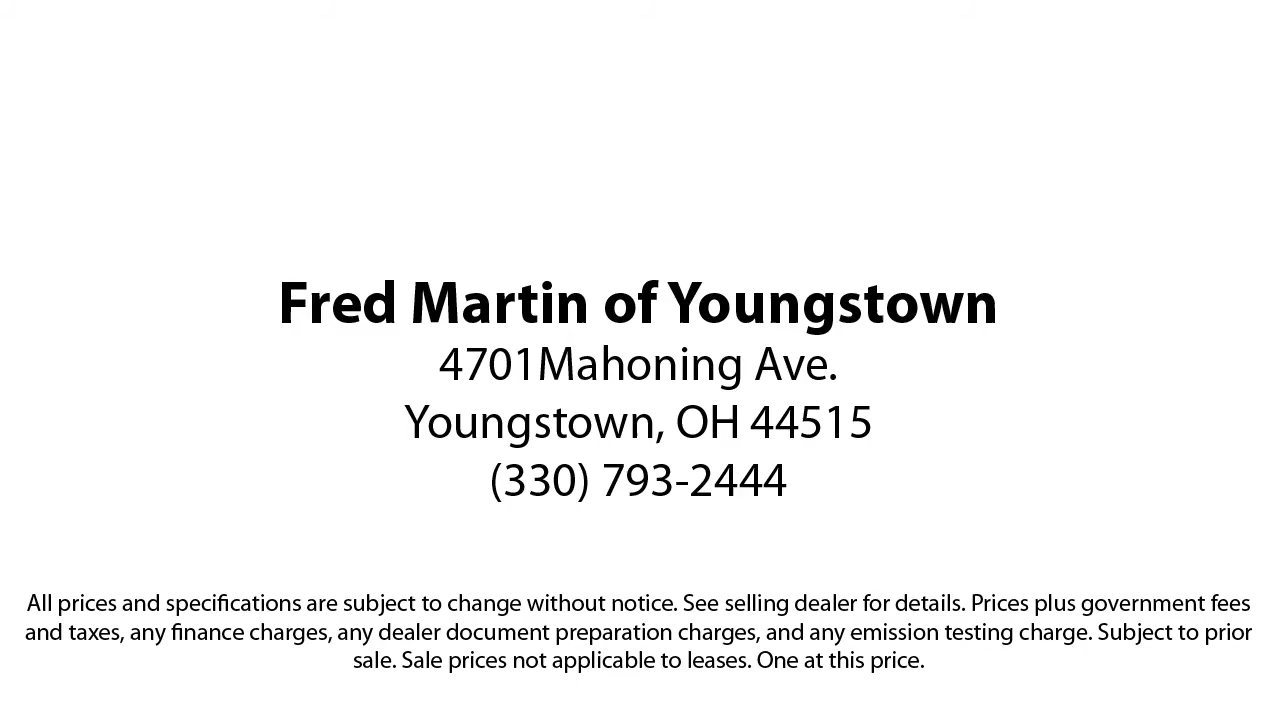 Fred Martin of Youngstown
4701Mahoning Ave.
Youngstown, OH 44515
(330) 793-2444
All prices and specifications are subject to change without notice. See selling dealer for details. Prices plus government fees
and taxes, any finance charges, any dealer document preparation charges, and any emission testing charge. Subject to prior
sale. Sale prices not applicable to leases. One at this price.